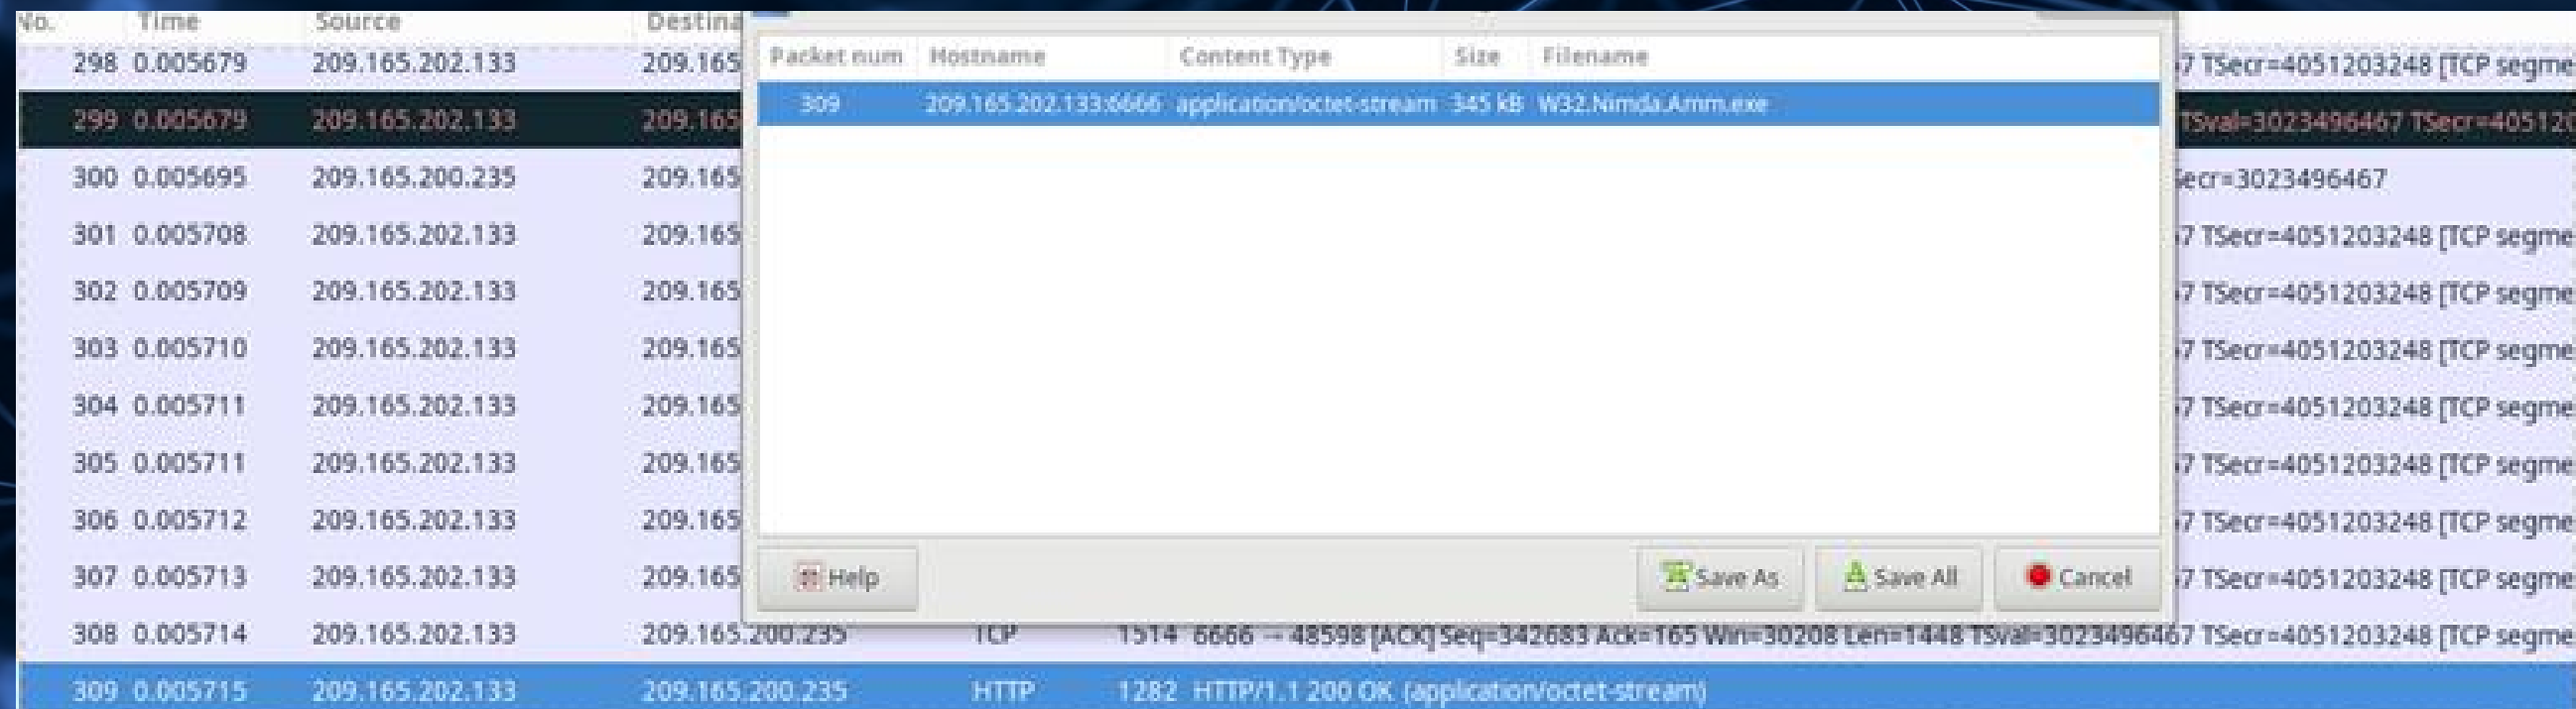 No. Time Source Destina
298 0.005679 209.165.202.133 209.165 7 TSecr=4051203248 [TCP segme
299 0.005679 209.165.202.133 209.165 TSval=3023496467 TSecr=405120
300 0.005695 209.165.200.235 209.165 Secr=3023496467
301 0.005708 209.165.202.133 209.165 7 TSecr=4051203248 [TCP segme
302 0.005709 209.165.202.133 209.165 7 TSecr=4051203248 [TCP segme
303 0.005710 209.165.202.133 209.165 7 TSecr=4051203248 [TCP segme
304 0.005711 209.165.202.133 209.165 7 TSecr=4051203248 [TCP segme
305 0.005711 209.165.202.133 209.165 7 TSecr=4051203248 [TCP segme
306 0.005712 209.165.202.133 209.165 7 TSecr=4051203248 [TCP segme
307 0.005713 209.165.202.133 209.165 7 TSecr=4051203248 [TCP segme
308 0.005714 209.165.202.133 209.165.200.235 TCP 1514 6666 → 48598 [ACK] Seq=342683 Ack=165 Win=30208 Len=1448 TSval=3023496467 TSecr=4051203248 [TCP segme
309 0.005715 209.165.202.133 209.165.200.235 HTTP 1282 HTTP/1.1 200 OK (application/octet-stream)
Packet num Hostname Content Type Size Filename
309 209.165.202.133:6666 application/octet-stream 345 kB W32.Nimda.Amm.exe
Help Save As Save All Cancel